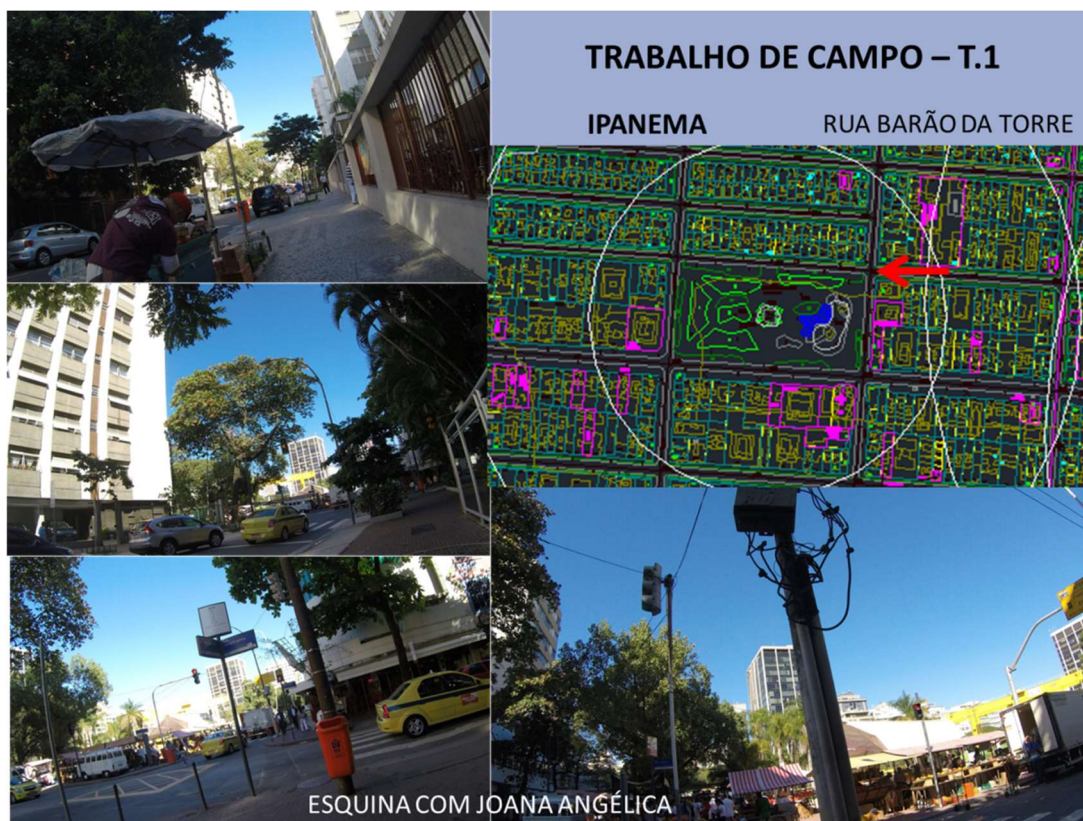 TRABALHO DE CAMPO – T.1
IPANEMA RUA BARÃO DA TORRE
ESQUINA COM JOANA ANGÉLICA